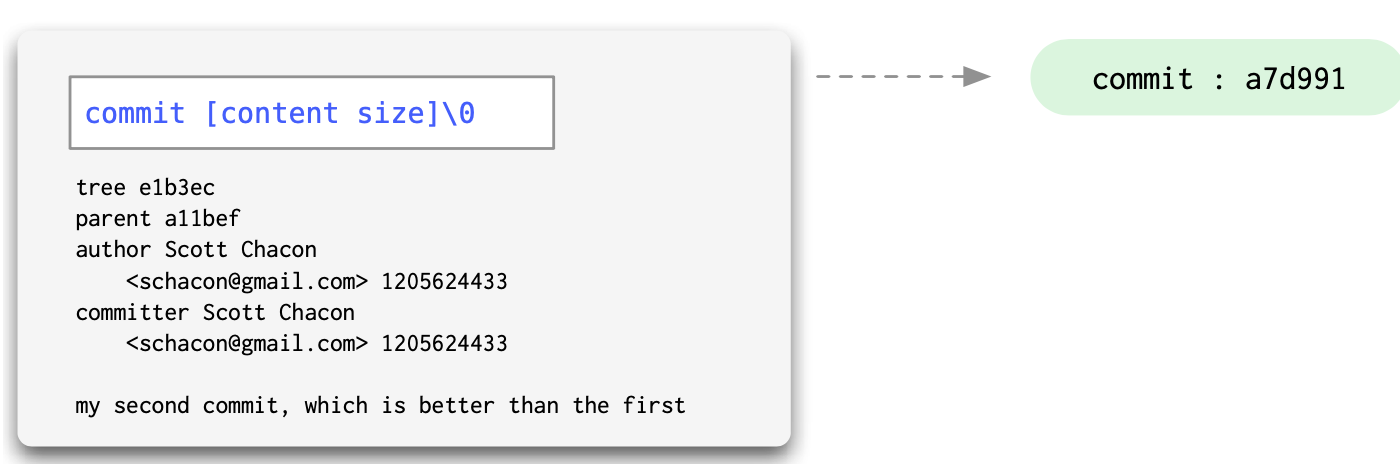 commit [content size]\0
commit : a7d991
tree e1b3ec
parent a11bef
author Scott Chacon
<schacon@gmail.com> 1205624433
committer Scott Chacon
<schacon@gmail.com> 1205624433
my second commit, which is better than the first